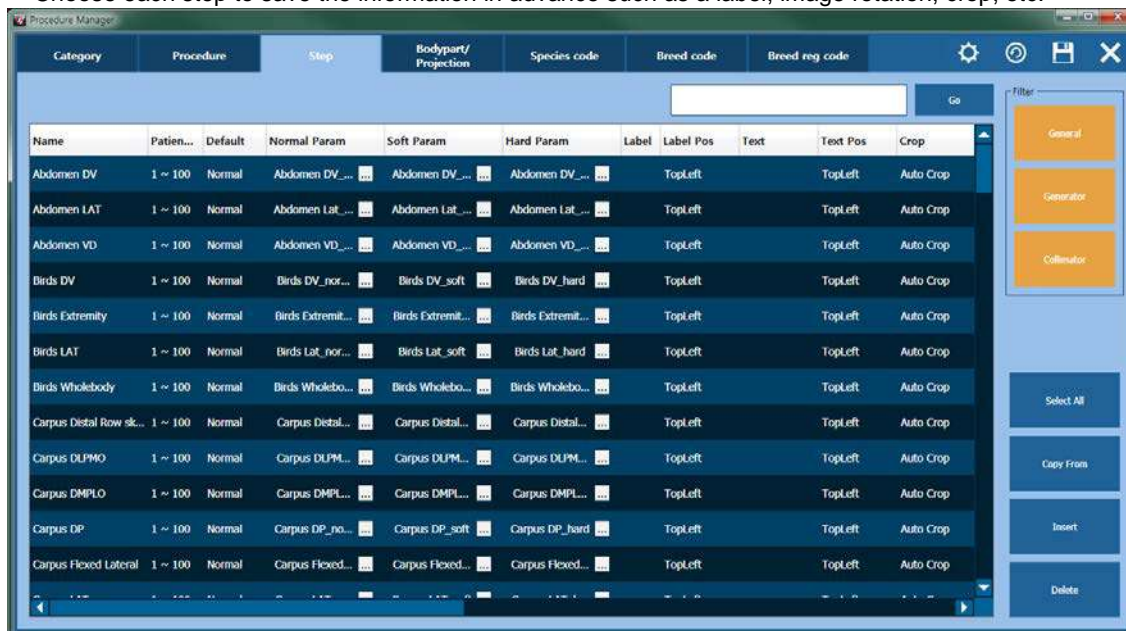 Choose each step to save the information in advance such as a label, image rotation, crop, etc.
Procedure Manager
Category Procedure Step Bodypart/ Projection Species code Breed code Breed reg code
Go
Filter
General
Generator
Collimator
Select All
Copy From
Insert
Delete
Name Patien... Default Normal Param Soft Param Hard Param Label Label Pos Text Text Pos Crop
Abdomen DV 1 ~ 100 Normal Abdomen DV_... ... Abdomen DV_... ... Abdomen DV_... ... TopLeft TopLeft Auto Crop
Abdomen LAT 1 ~ 100 Normal Abdomen Lat_... ... Abdomen Lat_... ... Abdomen Lat_... ... TopLeft TopLeft Auto Crop
Abdomen VD 1 ~ 100 Normal Abdomen VD_... ... Abdomen VD_... ... Abdomen VD_... ... TopLeft TopLeft Auto Crop
Birds DV 1 ~ 100 Normal Birds DV_nor... ... Birds DV_soft ... Birds DV_hard ... TopLeft TopLeft Auto Crop
Birds Extremity 1 ~ 100 Normal Birds Extremit... ... Birds Extremit... ... Birds Extremit... ... TopLeft TopLeft Auto Crop
Birds LAT 1 ~ 100 Normal Birds Lat_nor... ... Birds Lat_soft ... Birds Lat_hard ... TopLeft TopLeft Auto Crop
Birds Wholebody 1 ~ 100 Normal Birds Wholebo... ... Birds Wholebo... ... Birds Wholebo... ... TopLeft TopLeft Auto Crop
Carpus Distal Row sk... 1 ~ 100 Normal Carpus Distal... ... Carpus Distal... ... Carpus Distal... ... TopLeft TopLeft Auto Crop
Carpus DLPMO 1 ~ 100 Normal Carpus DLPM... ... Carpus DLPM... ... Carpus DLPM... ... TopLeft TopLeft Auto Crop
Carpus DMPLO 1 ~ 100 Normal Carpus DMPL... ... Carpus DMPL... ... Carpus DMPL... ... TopLeft TopLeft Auto Crop
Carpus DP 1 ~ 100 Normal Carpus DP_no... ... Carpus DP_soft ... Carpus DP_hard ... TopLeft TopLeft Auto Crop
Carpus Flexed Lateral 1 ~ 100 Normal Carpus Flexed... ... Carpus Flexed... ... Carpus Flexed... ... TopLeft TopLeft Auto Crop